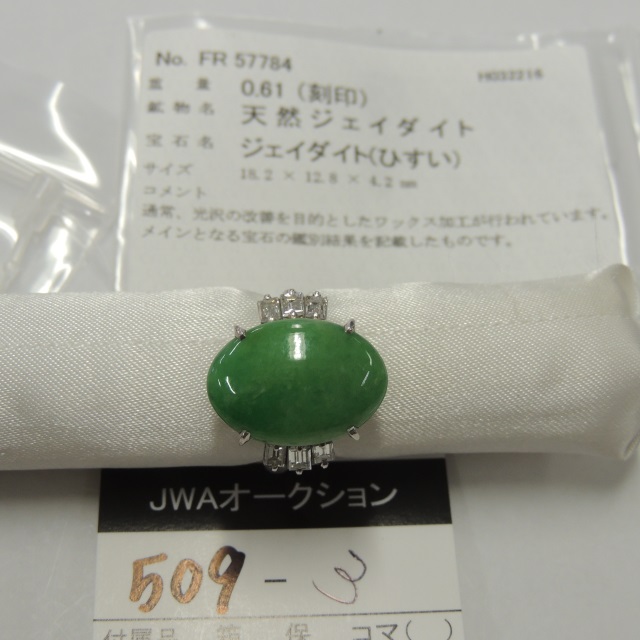 No. FR 57784
H032216
重量 0.61 (刻印)
鉱物名 天然ジェイダイト
宝石名 ジェイダイト(ひすい)
サイズ 18.2 × 12.8 × 4.2 mm
コメント
通常、光沢の改善を目的としたワックス加工が行われています。
メインとなる宝石の鑑別結果を記載したものです。
JWAオークション
509 - 3
付属品 箱 保 コマ( )